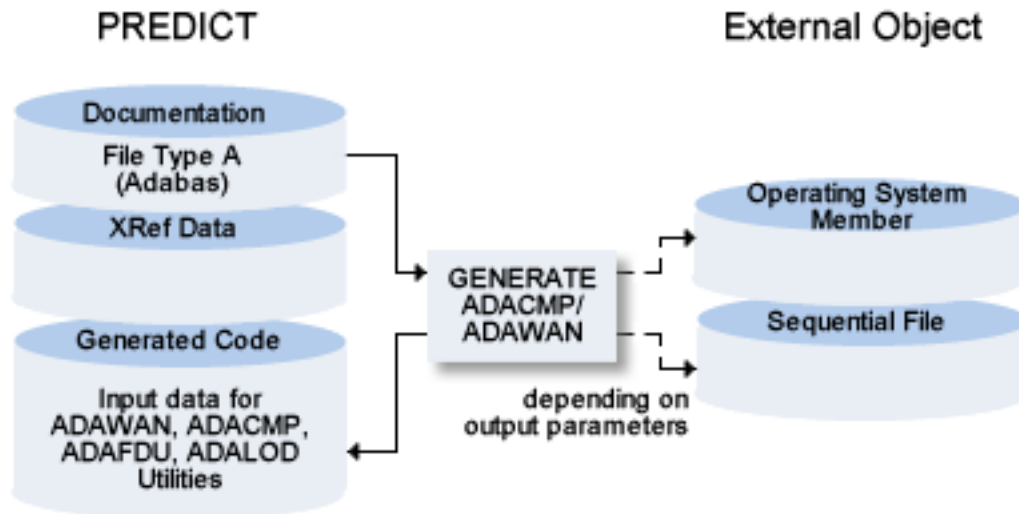 PREDICT
External Object
Documentation
File Type A
(Adabas)
XRef Data
Generated Code
Input data for
ADAWAN, ADACMP,
ADAFDU, ADALOD
Utilities
GENERATE
ADACMP/
ADAWAN
depending on
output parameters
Operating System
Member
Sequential File